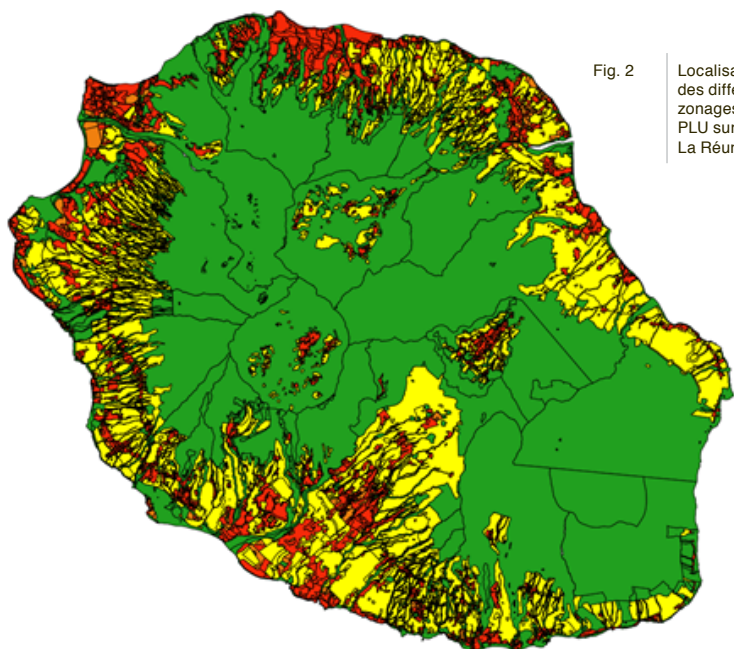 Fig. 2
Localisa
des diffé
zonages
PLU sur
La Réun